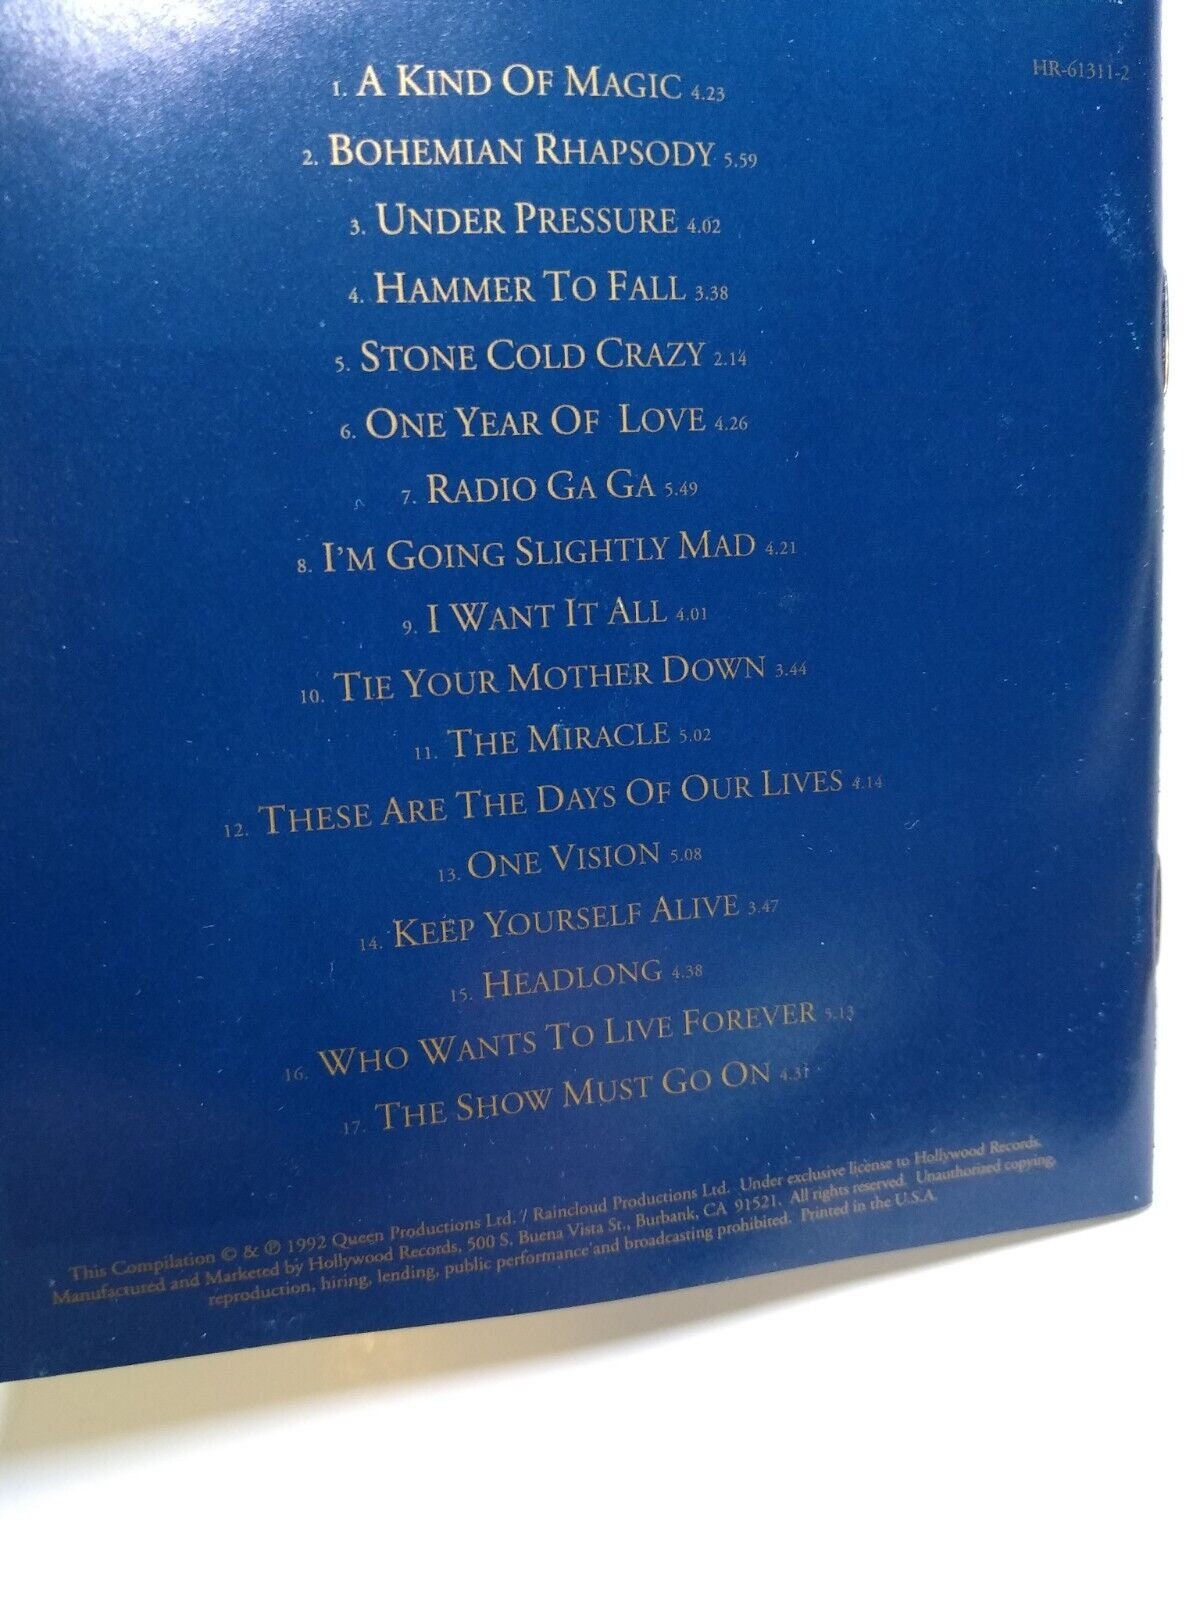 HR-61311-2
1. A KIND OF MAGIC 4.23
2. BOHEMIAN RHAPSODY 5.59
3. UNDER PRESSURE 4.02
4. HAMMER TO FALL 3.38
5. STONE COLD CRAZY 2.14
6. ONE YEAR OF LOVE 4.26
7. RADIO GA GA 5.49
8. I'M GOING SLIGHTLY MAD 4.21
9. I WANT IT ALL 4.01
10. TIE YOUR MOTHER DOWN 3.44
11. THE MIRACLE 5.02
12. THESE ARE THE DAYS OF OUR LIVES 4.14
13. ONE VISION 5.08
14. KEEP YOURSELF ALIVE 3.47
15. HEADLONG 4.38
16. WHO WANTS TO LIVE FOREVER 5.13
17. THE SHOW MUST GO ON 4.31
This Compilation © & ℗ 1992 Queen Productions Ltd. / Raincloud Productions Ltd. Under exclusive license to Hollywood Records.
Manufactured and Marketed by Hollywood Records, 500 S. Buena Vista St., Burbank, CA 91521. All rights reserved. Unauthorized copying,
reproduction, hiring, lending, public performance and broadcasting prohibited. Printed in the U.S.A.